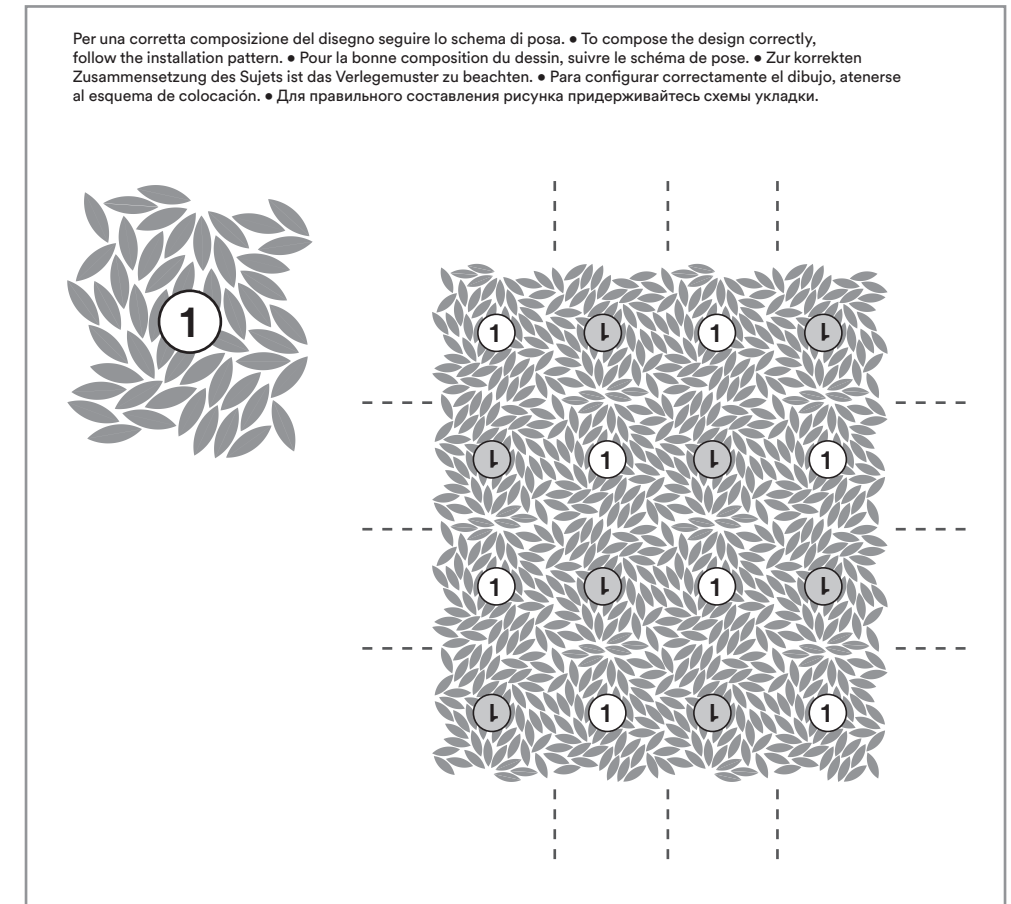 Per una corretta composizione del disegno seguire lo schema di posa. • To compose the design correctly,
follow the installation pattern. • Pour la bonne composition du dessin, suivre le schéma de pose. • Zur korrekten
Zusammensetzung des Sujets ist das Verlegemuster zu beachten. • Para configurar correctamente el dibujo, atenerse
al esquema de colocación. • Для правильного составления рисунка придерживайтесь схемы укладки.
1
1 1 1 1
1 1 1 1
1 1 1 1
1 1 1 1